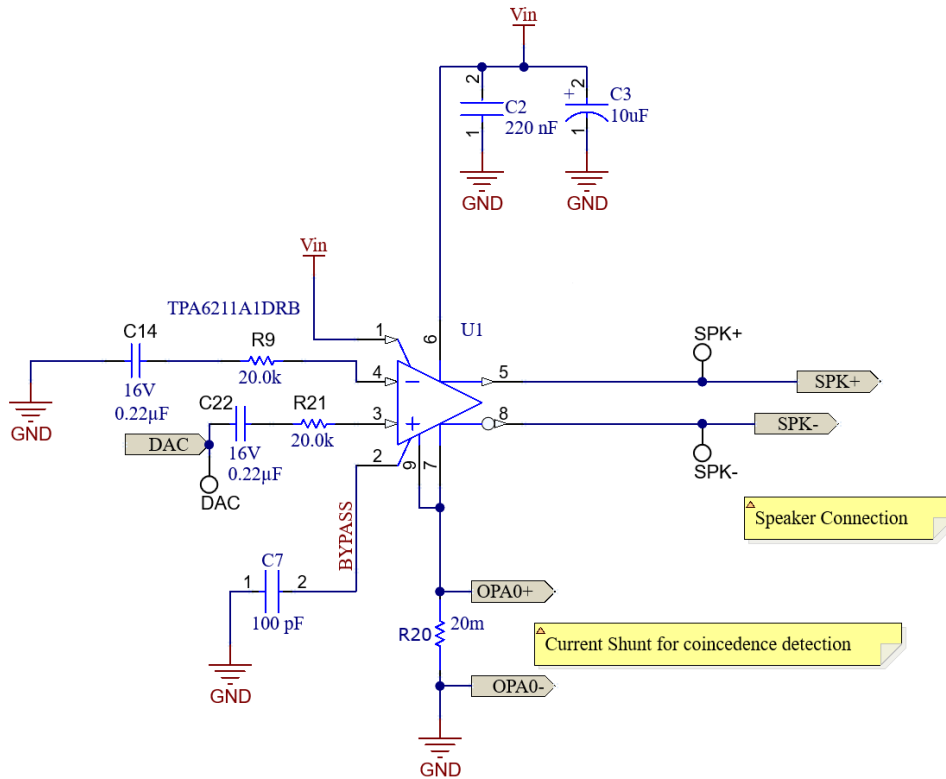 Vin
2
C2
220 nF
1
GND
+
2
C3
10uF
1
GND
Vin
TPA6211A1DRB
U1
1
6
C14
16V
0.22µF
R9
20.0k
4
−
5
SPK+
SPK+
GND
C22
16V
0.22µF
R21
20.0k
3
+
8
SPK-
SPK-
DAC
DAC
2
9
7
BYPASS
Speaker Connection
C7
1
2
100 pF
GND
OPA0+
R20
20m
Current Shunt for coincedence detection
OPA0-
GND